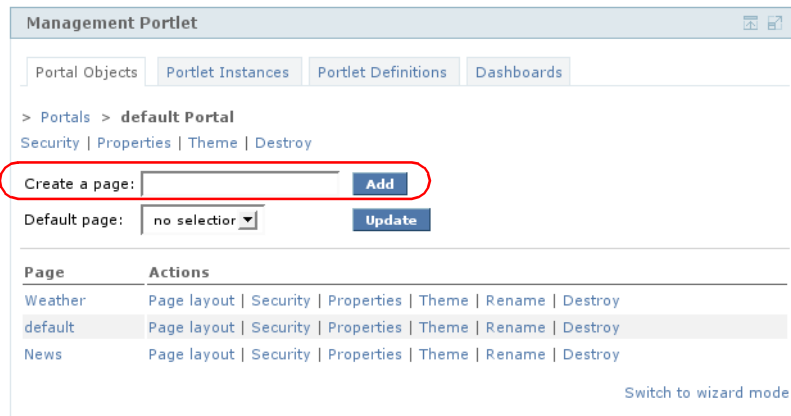 Management Portlet
Portal Objects Portlet Instances Portlet Definitions Dashboards
> Portals > default Portal
Security | Properties | Theme | Destroy
Create a page: Add
Default page: no selectior Update
Page Actions
Weather Page layout | Security | Properties | Theme | Rename | Destroy
default Page layout | Security | Properties | Theme | Rename | Destroy
News Page layout | Security | Properties | Theme | Rename | Destroy
Switch to wizard mode